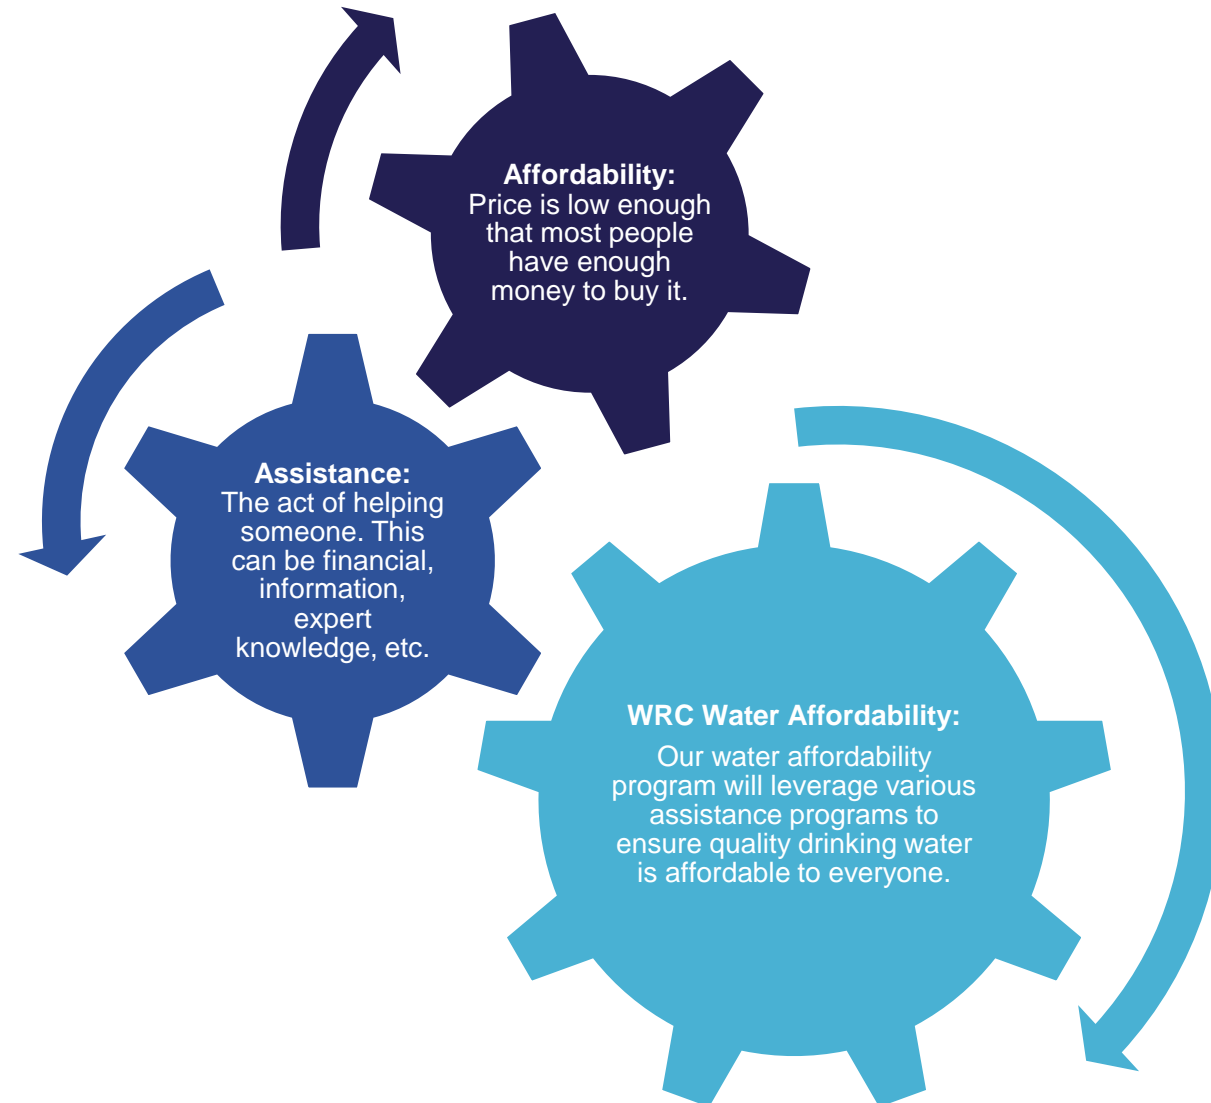 Affordability:
Price is low enough
that most people
have enough
money to buy it.
Assistance:
The act of helping
someone. This
can be financial,
information,
expert
knowledge, etc.
WRC Water Affordability:
Our water affordability
program will leverage various
assistance programs to
ensure quality drinking water
is affordable to everyone.